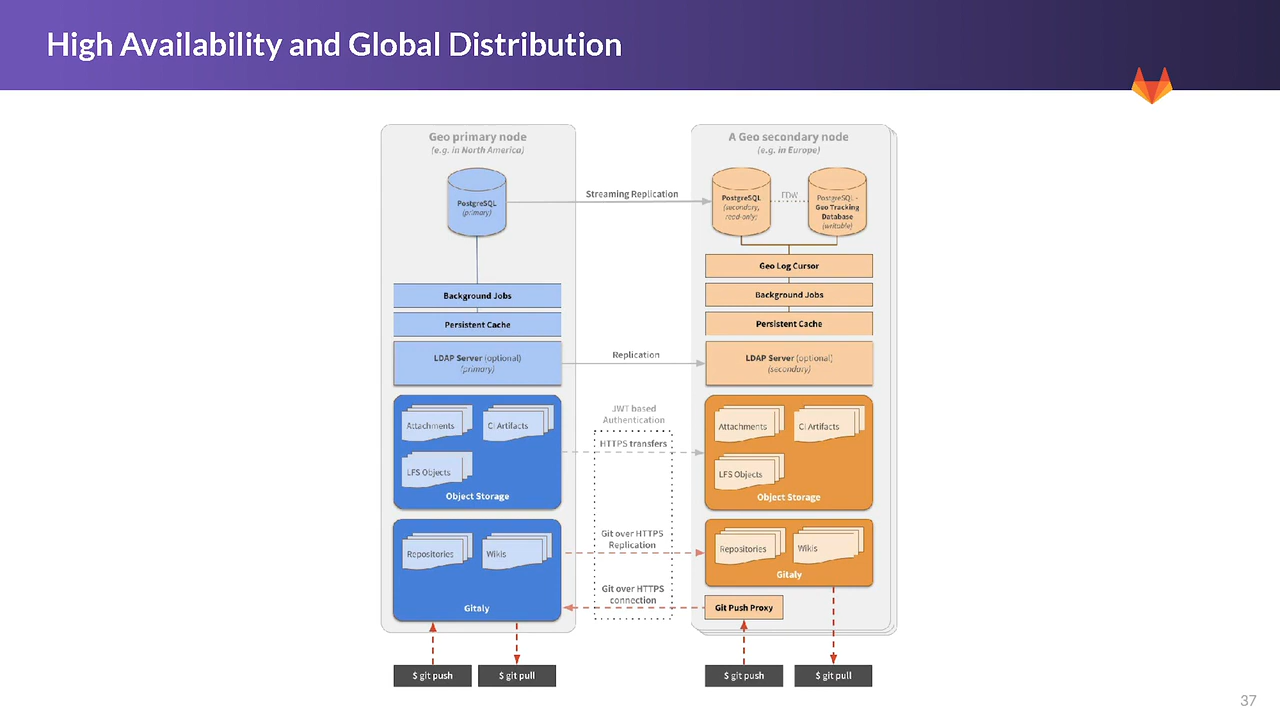 High Availability and Global Distribution
Geo primary node
(e.g. in North America)
PostgreSQL
(primary)
Background Jobs
Persistent Cache
LDAP Server (optional)
(primary)
Attachments
CI Artifacts
LFS Objects
Object Storage
Repositories
Wikis
Gitaly
$ git push
$ git pull
Streaming Replication
Replication
JWT based
Authentication
HTTPS transfers
Git over HTTPS
Replication
Git over HTTPS
connection
A Geo secondary node
(e.g. in Europe)
PostgreSQL
(secondary,
read-only)
FDW
PostgreSQL -
Geo Tracking
Database
(writable)
Geo Log Cursor
Background Jobs
Persistent Cache
LDAP Server (optional)
(secondary)
Attachments
CI Artifacts
LFS Objects
Object Storage
Repositories
Wikis
Gitaly
Git Push Proxy
$ git push
$ git pull
37